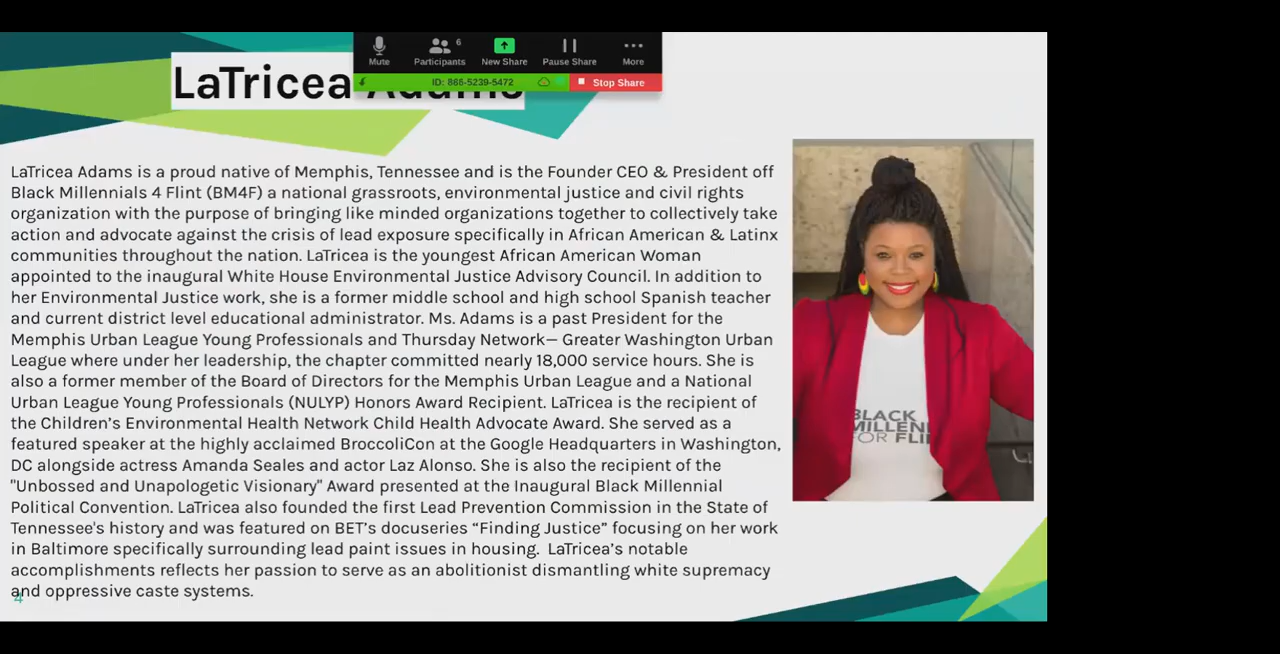 Mute
Participants
6
New Share
Pause Share
More
ID: 866-5239-5472
Stop Share
LaTricea Adams
LaTricea Adams is a proud native of Memphis, Tennessee and is the Founder CEO & President off
Black Millennials 4 Flint (BM4F) a national grassroots, environmental justice and civil rights
organization with the purpose of bringing like minded organizations together to collectively take
action and advocate against the crisis of lead exposure specifically in African American & Latinx
communities throughout the nation. LaTricea is the youngest African American Woman
appointed to the inaugural White House Environmental Justice Advisory Council. In addition to
her Environmental Justice work, she is a former middle school and high school Spanish teacher
and current district level educational administrator. Ms. Adams is a past President for the
Memphis Urban League Young Professionals and Thursday Network— Greater Washington Urban
League where under her leadership, the chapter committed nearly 18,000 service hours. She is
also a former member of the Board of Directors for the Memphis Urban League and a National
Urban League Young Professionals (NULYP) Honors Award Recipient. LaTricea is the recipient of
the Children's Environmental Health Network Child Health Advocate Award. She served as a
featured speaker at the highly acclaimed BroccoliCon at the Google Headquarters in Washington,
DC alongside actress Amanda Seales and actor Laz Alonso. She is also the recipient of the
"Unbossed and Unapologetic Visionary" Award presented at the Inaugural Black Millennial
Political Convention. LaTricea also founded the first Lead Prevention Commission in the State of
Tennessee's history and was featured on BET's docuseries “Finding Justice” focusing on her work
in Baltimore specifically surrounding lead paint issues in housing. LaTricea's notable
accomplishments reflects her passion to serve as an abolitionist dismantling white supremacy
and oppressive caste systems.
4
BLACK
MILLEN
FOR FLI